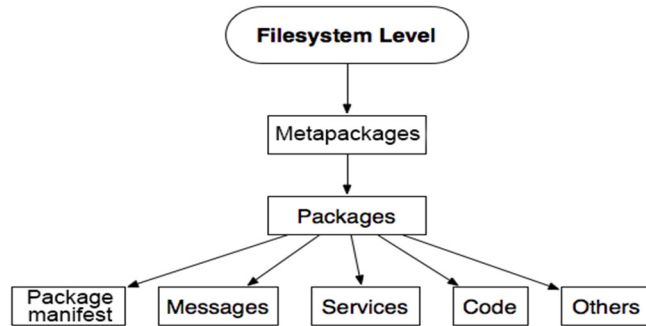 Filesystem Level
Metapackages
Packages
Package
manifest
Messages
Services
Code
Others